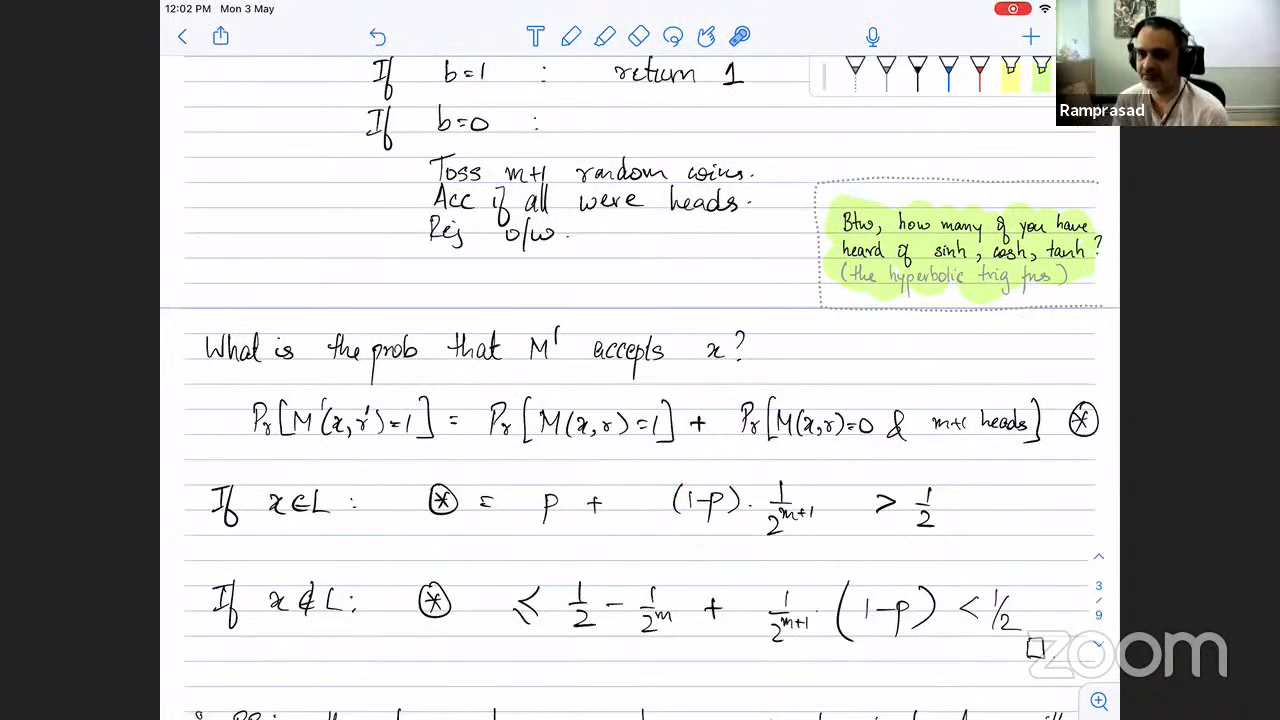 12:02 PM Mon 3 May
If b=1 : return 1
If b=0 :
Toss m+1 random coins.
Acc if all were heads.
Rej o/w.
Ramprasad
Btw, how many of you have
heard of sinh, cosh, tanh?
(the hyperbolic trig fns)
What is the prob that M' accepts x?
Pr[M'(x,r')=1] = Pr[M(x,r)=1] + Pr[M(x,r)=0 & m+1 heads] ⊛
If x∈L: ⊛ = p + (1-p). 1/2^{m+1} > 1/2
If x∉L: ⊛ ≤ 1/2 - 1/2^m + 1/2^{m+1}. (1-p) < 1/2
□
3
/
9
zoom